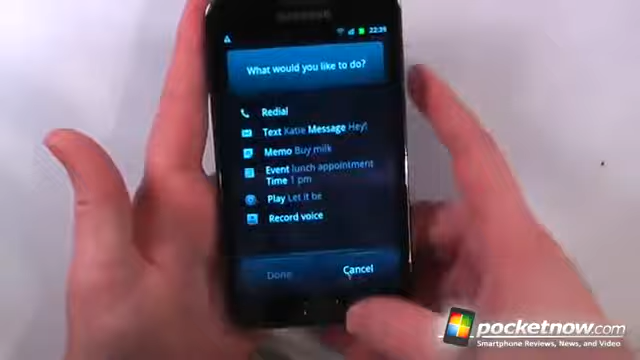 SAMSUNG
22:39
What would you like to do?
Redial
Text Katie Message Hey!
Memo Buy milk
Event lunch appointment
Time 1 pm
Play Let it be
Record voice
Done
Cancel
pocketnow.com
Smartphone Reviews, News, and Video